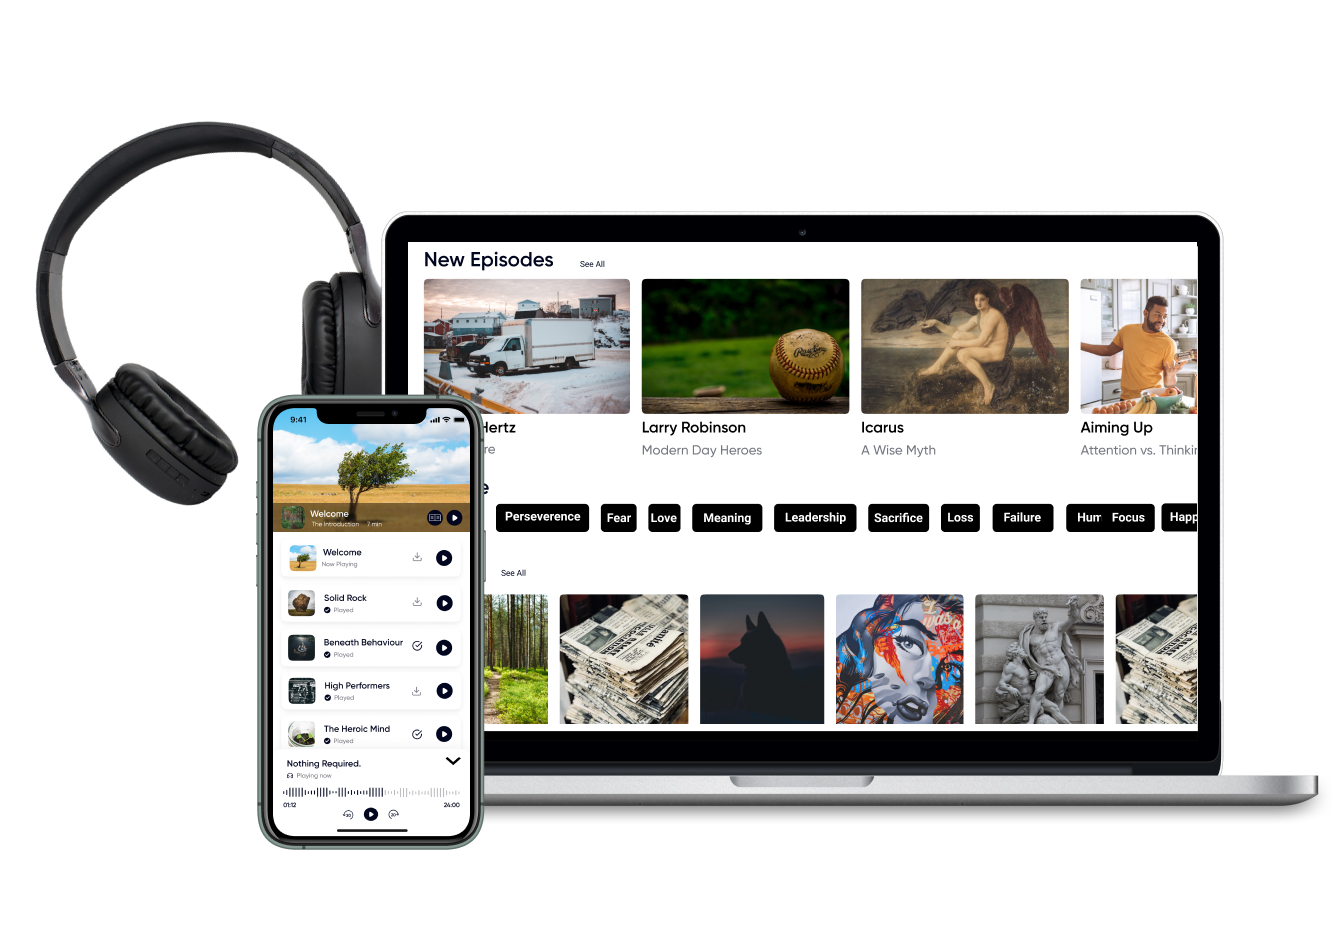 New Episodes
See All
Hertz
re
Larry Robinson
Modern Day Heroes
Icarus
A Wise Myth
Aiming Up
Attention vs. Thinkin
e
Perseverence
Fear
Love
Meaning
Leadership
Sacrifice
Loss
Failure
Hum
Focus
Happ
See All
I
was a
9:41
Welcome
The Introduction 7 min
Welcome
Now Playing
Solid Rock
Played
Beneath Behaviour
Played
High Performers
Played
The Heroic Mind
Played
Nothing Required.
Playing now
01:12
24:00